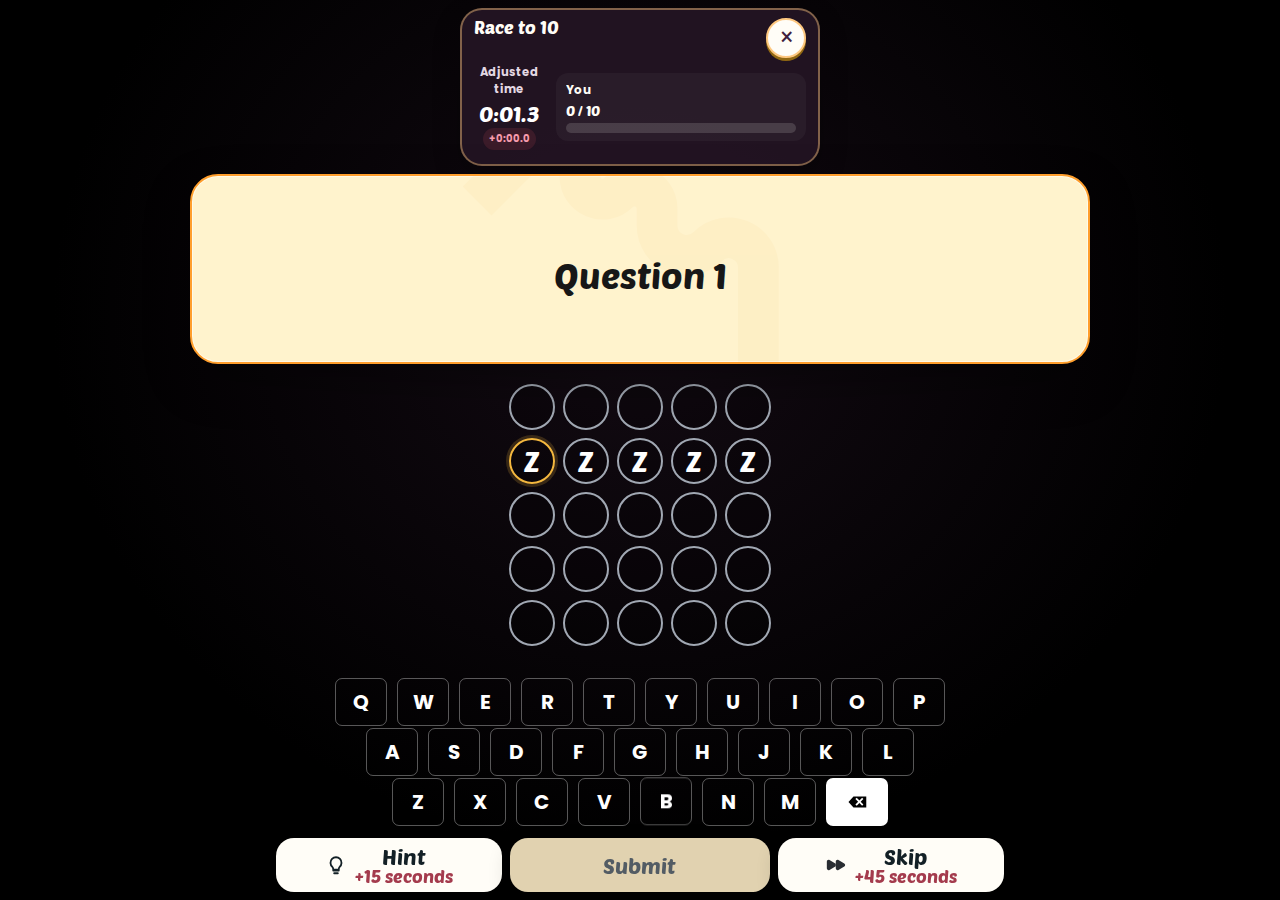 Race to 10
×
Adjusted
time
0:01.3
+0:00.0
You
0 / 10
Question 1
Z Z Z Z Z
Q W E R T Y U I O P
A S D F G H J K L
Z X C V B N M
Hint
+15 seconds
Submit
Skip
+45 seconds